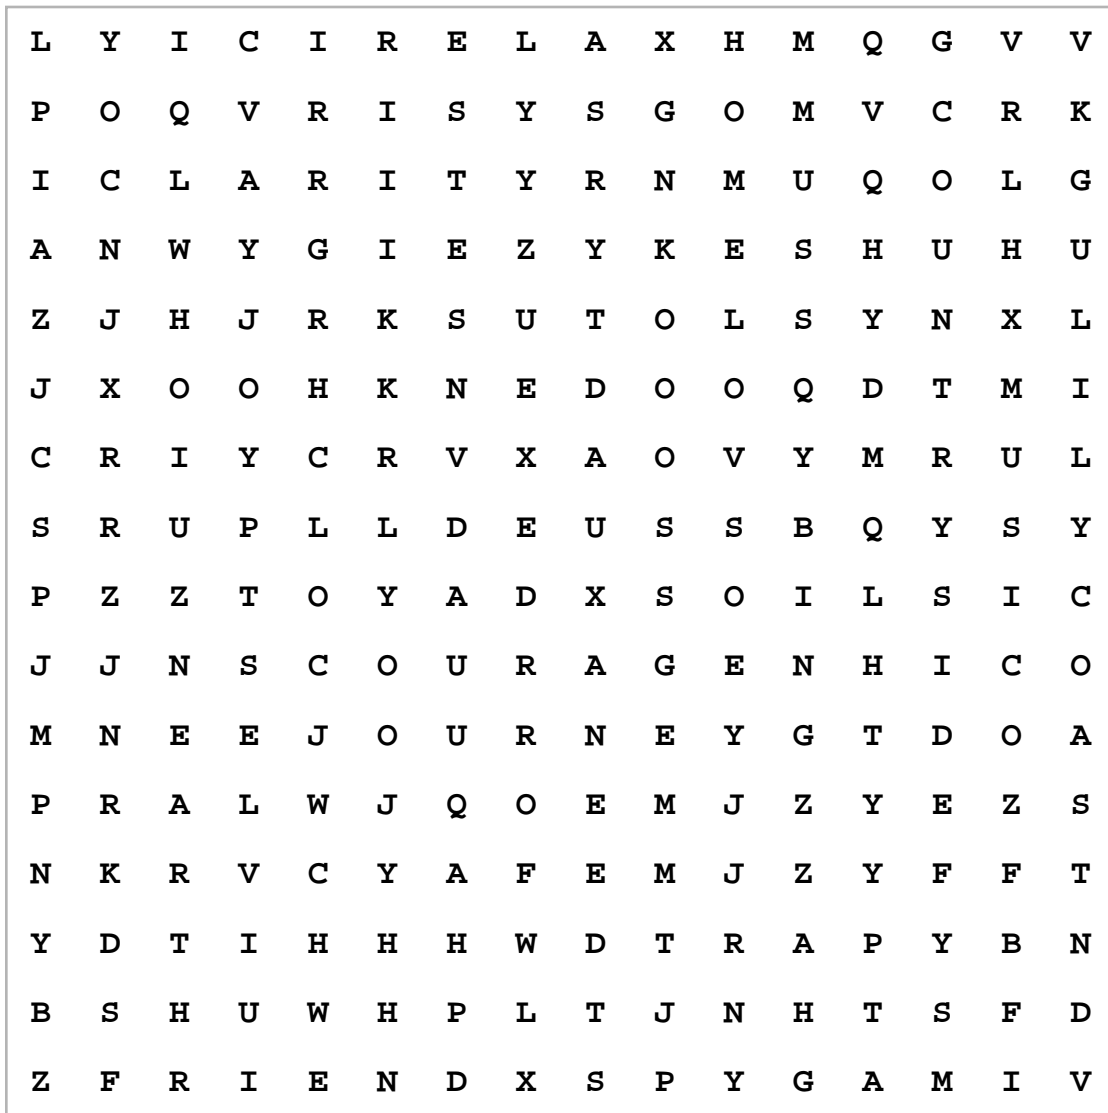 L Y I C I R E L A X H M Q G V V
P O Q V R I S Y S G O M V C R K
I C L A R I T Y R N M U Q O L G
A N W Y G I E Z Y K E S H U H U
Z J H J R K S U T O L S Y N X L
J X O O H K N E D O O Q D T M I
C R I Y C R V X A O V Y M R U L
S R U P L L D E U S S B Q Y S Y
P Z Z T O Y A D X S O I L S I C
J J N S C O U R A G E N H I C O
M N E E J O U R N E Y G T D O A
P R A L W J Q O E M J Z Y E Z S
N K R V C Y A F E M J Z Y F F T
Y D T I H H H W D T R A P Y B N
B S H U W H P L T J N H T S F D
Z F R I E N D X S P Y G A M I V